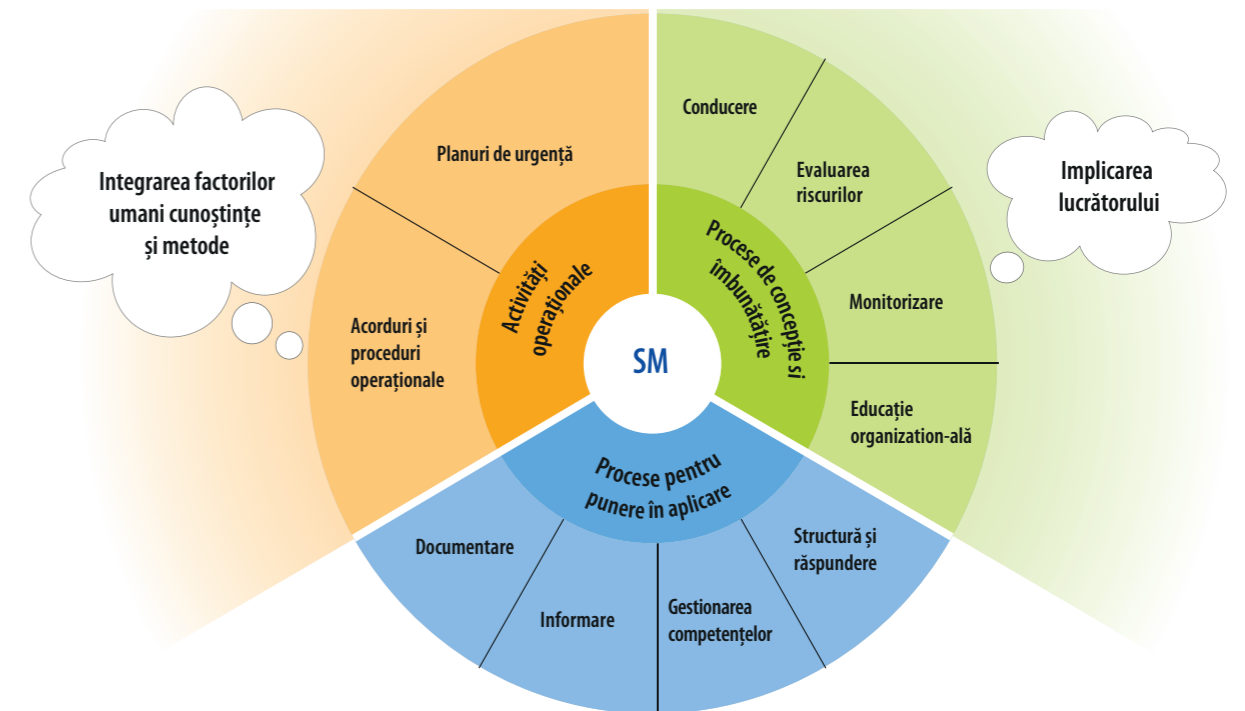 Integrarea factorilor
umani cunoștințe
și metode
Planuri de urgență
Acorduri și
proceduri
operaționale
Activități
operaționale
SM
Conducere
Evaluarea
riscurilor
Monitorizare
Educație
organization-ală
Procese de concepție si
îmbunătățire
Implicarea
lucrătorului
Procese pentru
punere în aplicare
Documentare
Informare
Gestionarea
competențelor
Structură și
răspundere